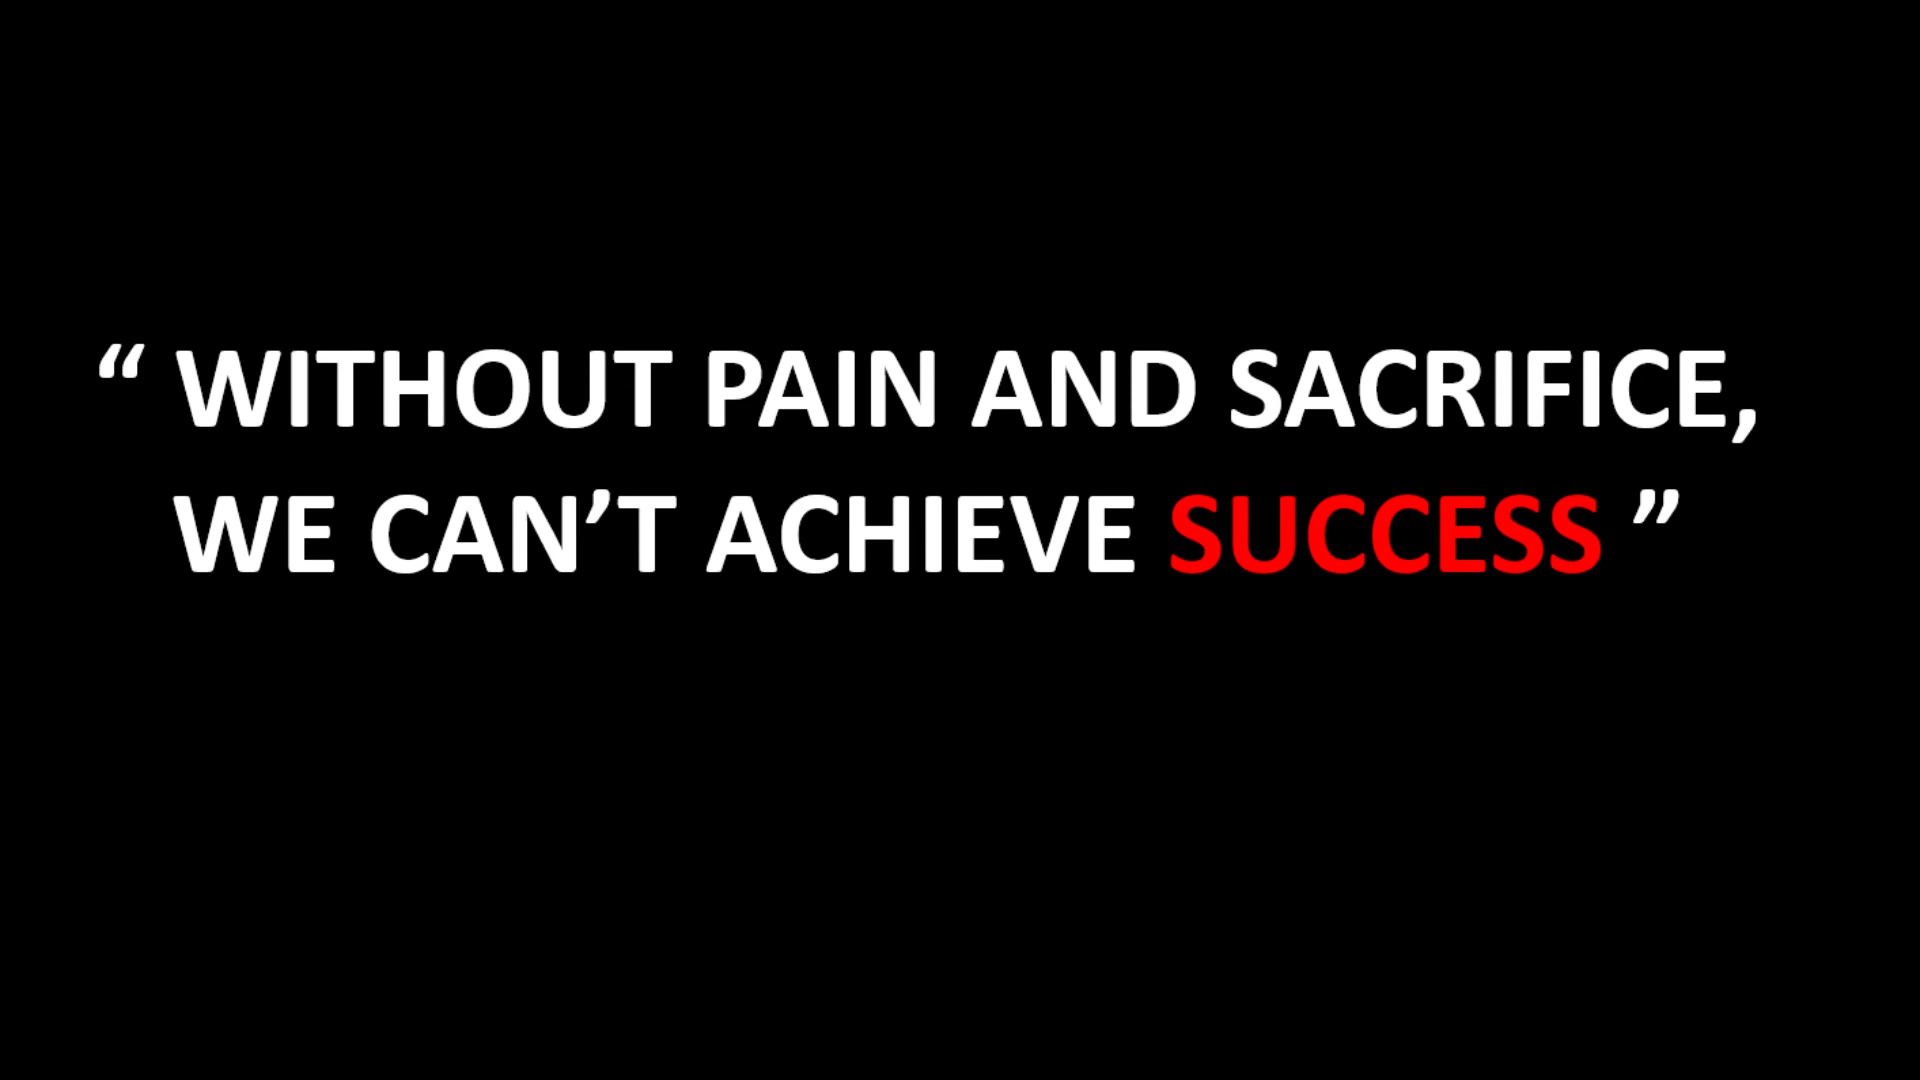 “ WITHOUT PAIN AND SACRIFICE,
WE CAN’T ACHIEVE SUCCESS ”